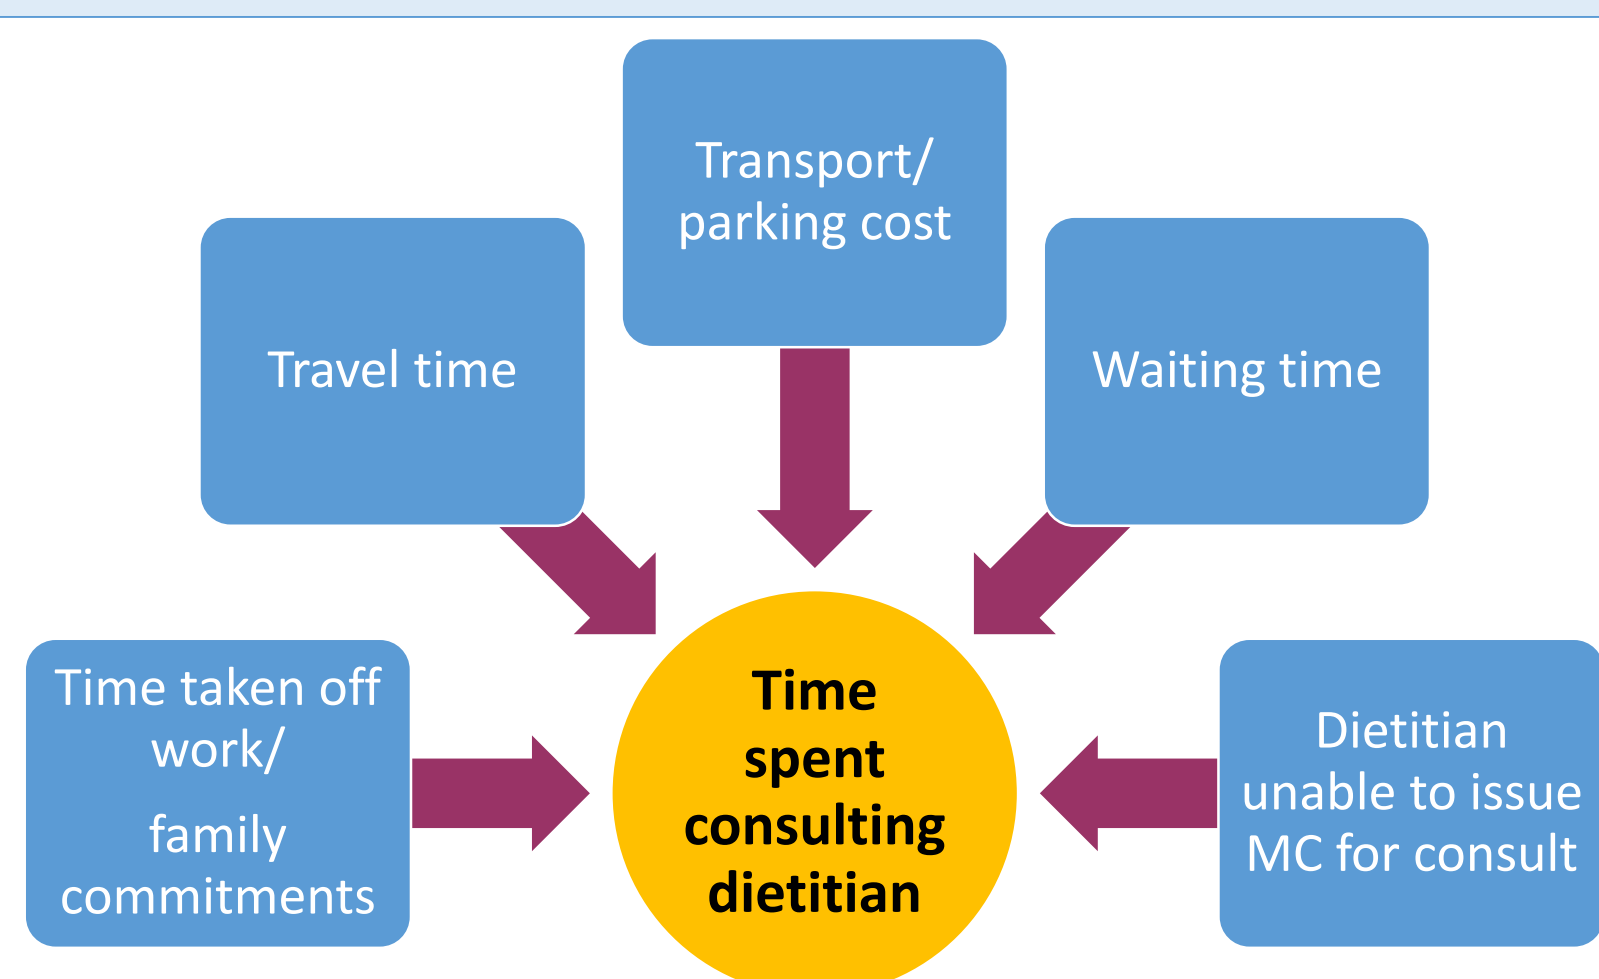 Transport/
parking cost
Travel time
Waiting time
Time taken off
work/
family
commitments
Time
spent
consulting
dietitian
Dietitian
unable to issue
MC for consult